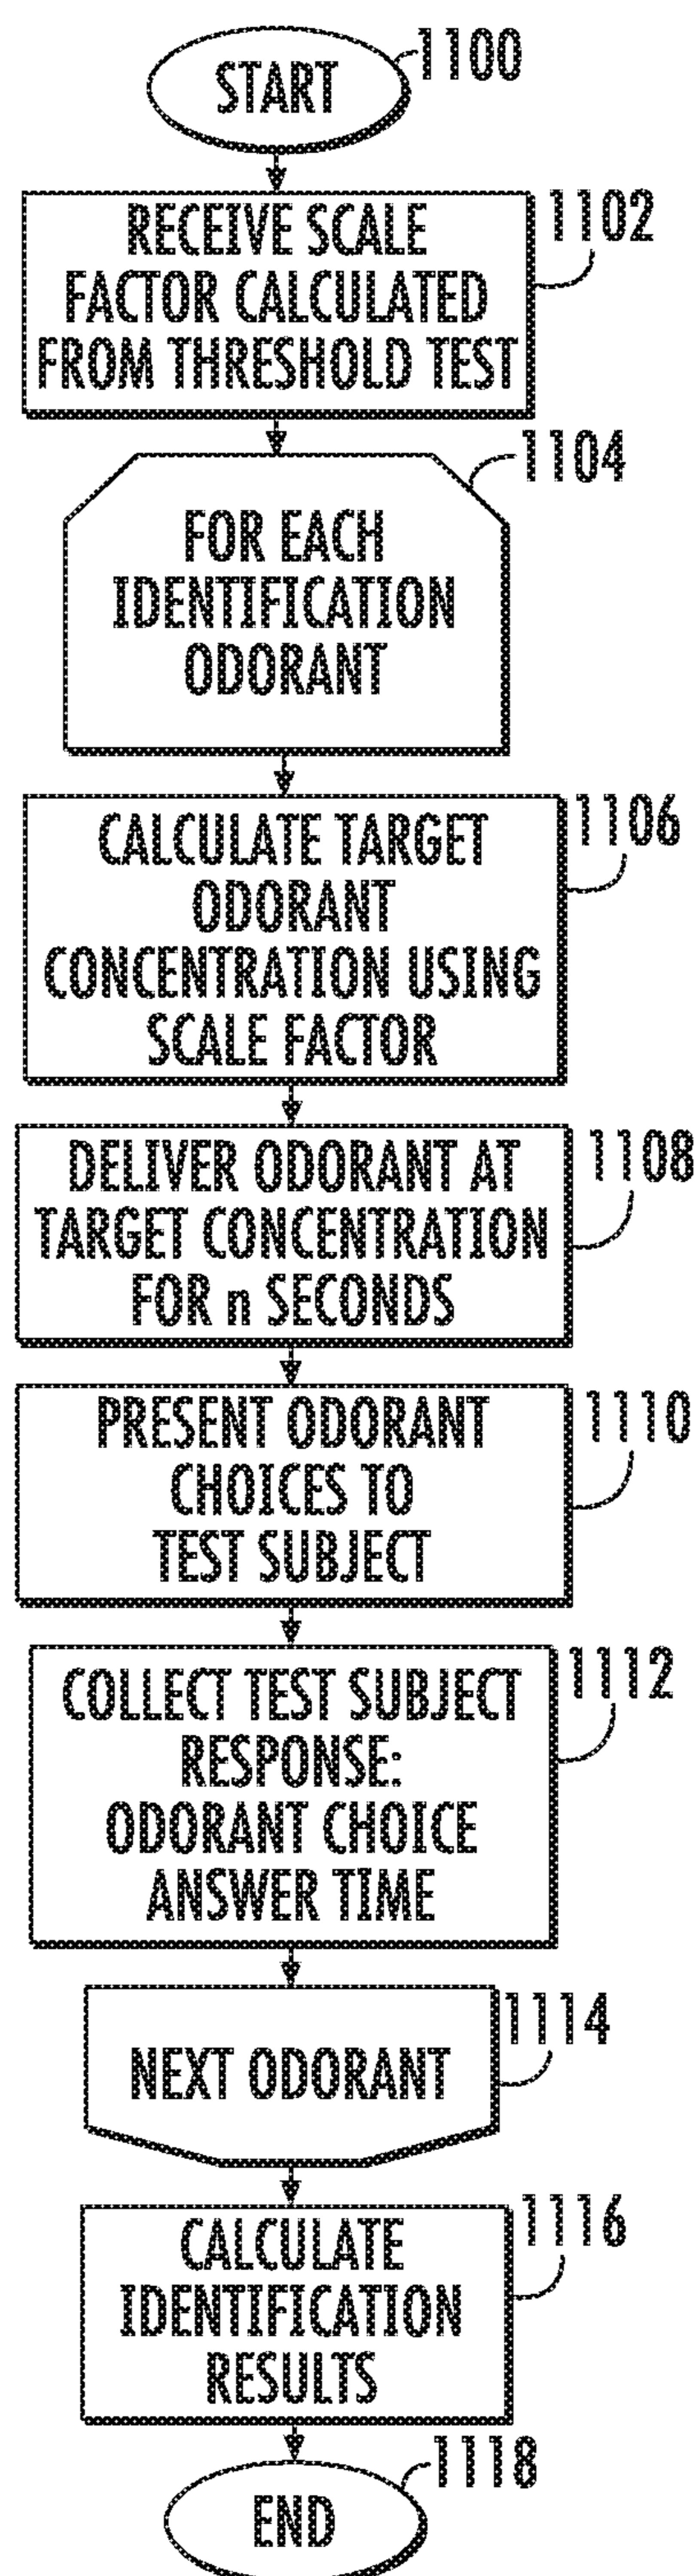 START
1100
RECEIVE SCALE
FACTOR CALCULATED
FROM THRESHOLD TEST
1102
FOR EACH
IDENTIFICATION
ODORANT
1104
CALCULATE TARGET
ODORANT
CONCENTRATION USING
SCALE FACTOR
1106
DELIVER ODORANT AT
TARGET CONCENTRATION
FOR n SECONDS
1108
PRESENT ODORANT
CHOICES TO
TEST SUBJECT
1110
COLLECT TEST SUBJECT
RESPONSE:
ODORANT CHOICE
ANSWER TIME
1112
NEXT ODORANT
1114
CALCULATE
IDENTIFICATION
RESULTS
1116
END
1118